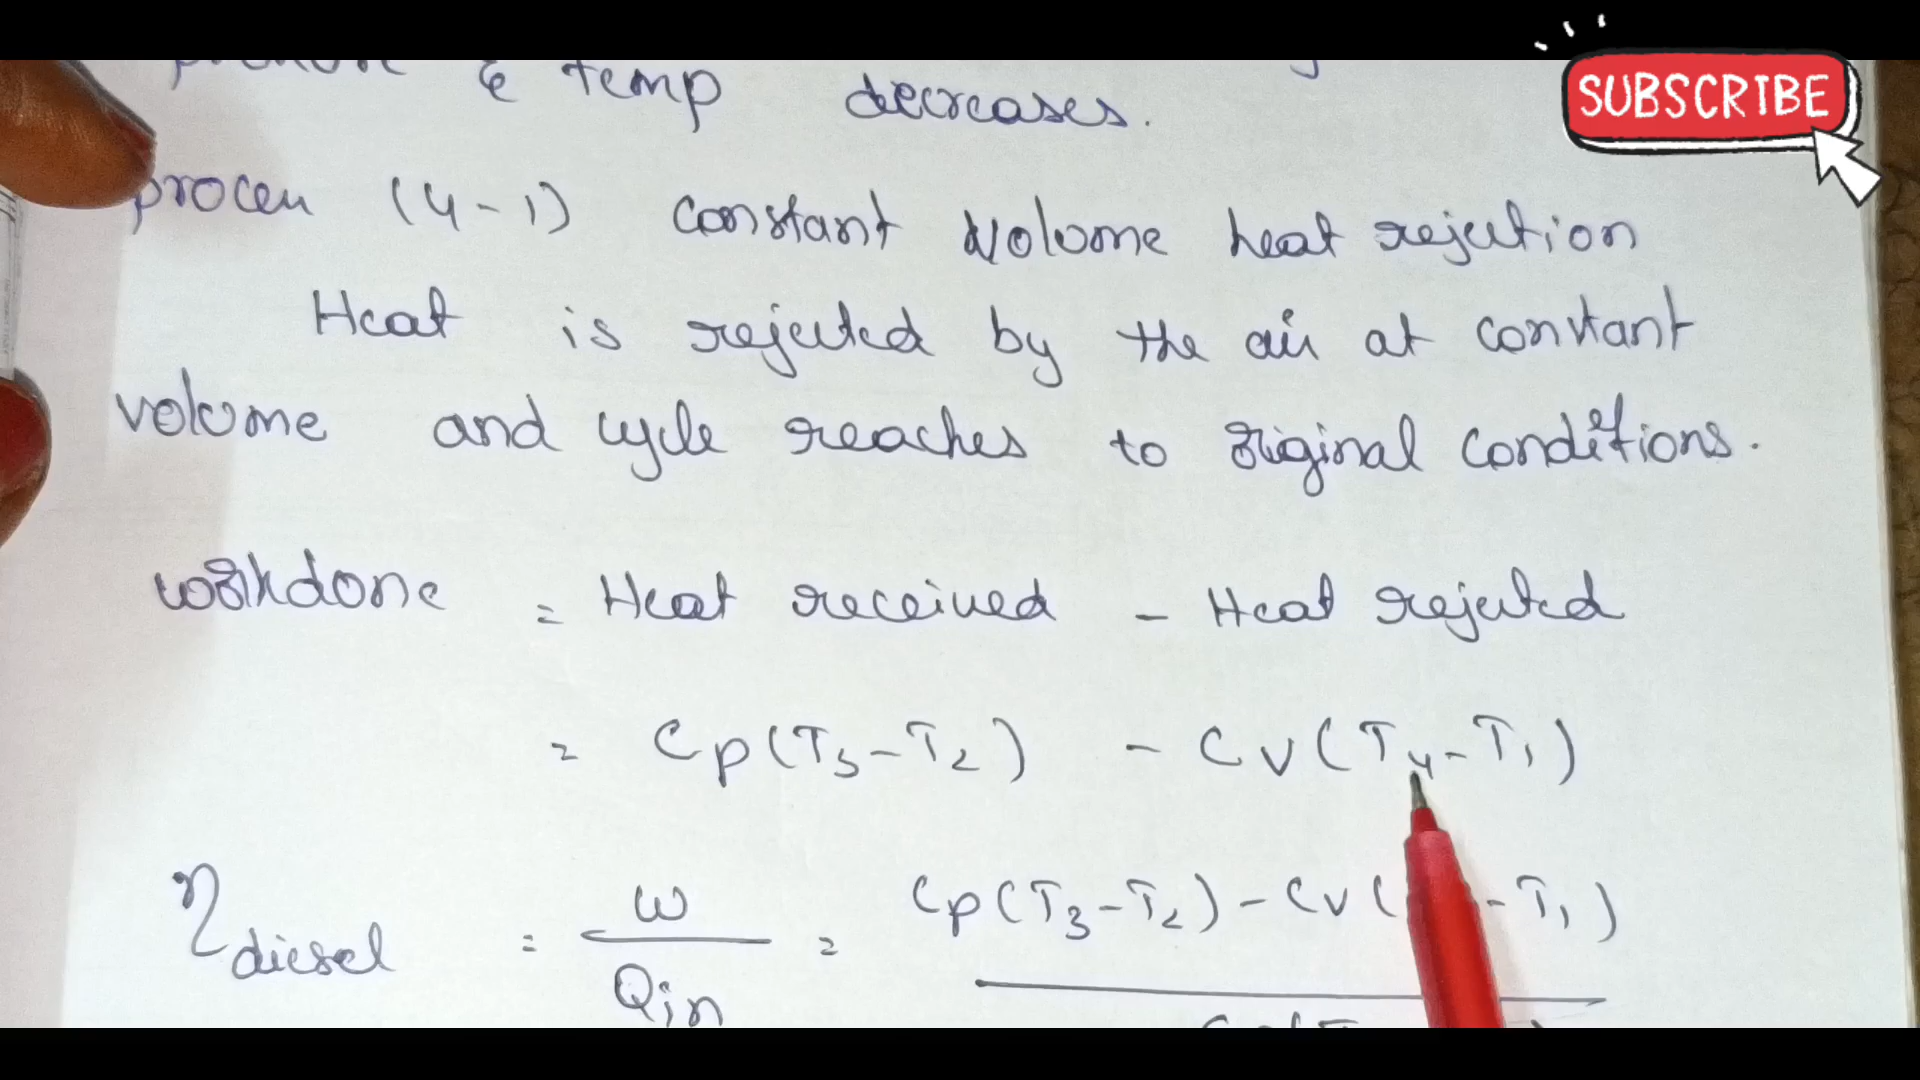 & temp decreases.
SUBSCRIBE
process (4-1) constant volume heat rejection
Heat is rejected by the air at constant
volume and cycle reaches to original conditions.
workdone = Heat received - Heat rejected
= Cp(T3-T2) - Cv(T4-T1)
η diesel = W / Qin = Cp(T3-T2) - Cv( -T1)